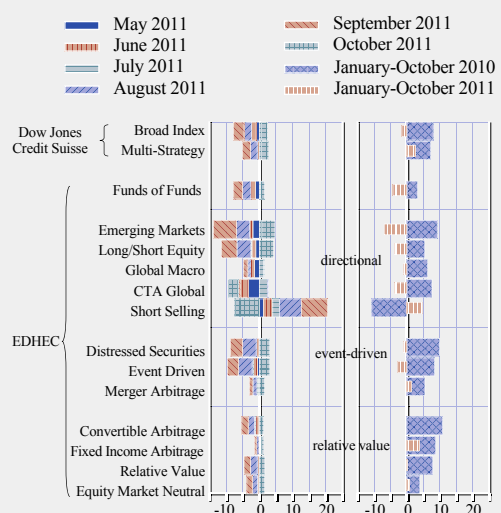 May 2011
June 2011
July 2011
August 2011
September 2011
October 2011
January-October 2010
January-October 2011
Dow Jones
Credit Suisse
Broad Index
Multi-Strategy
Funds of Funds
Emerging Markets
Long/Short Equity
Global Macro
CTA Global
Short Selling
directional
EDHEC
Distressed Securities
Event Driven
Merger Arbitrage
event-driven
Convertible Arbitrage
Fixed Income Arbitrage
Relative Value
Equity Market Neutral
relative value
-10 0 10 20 -10 0 10 20